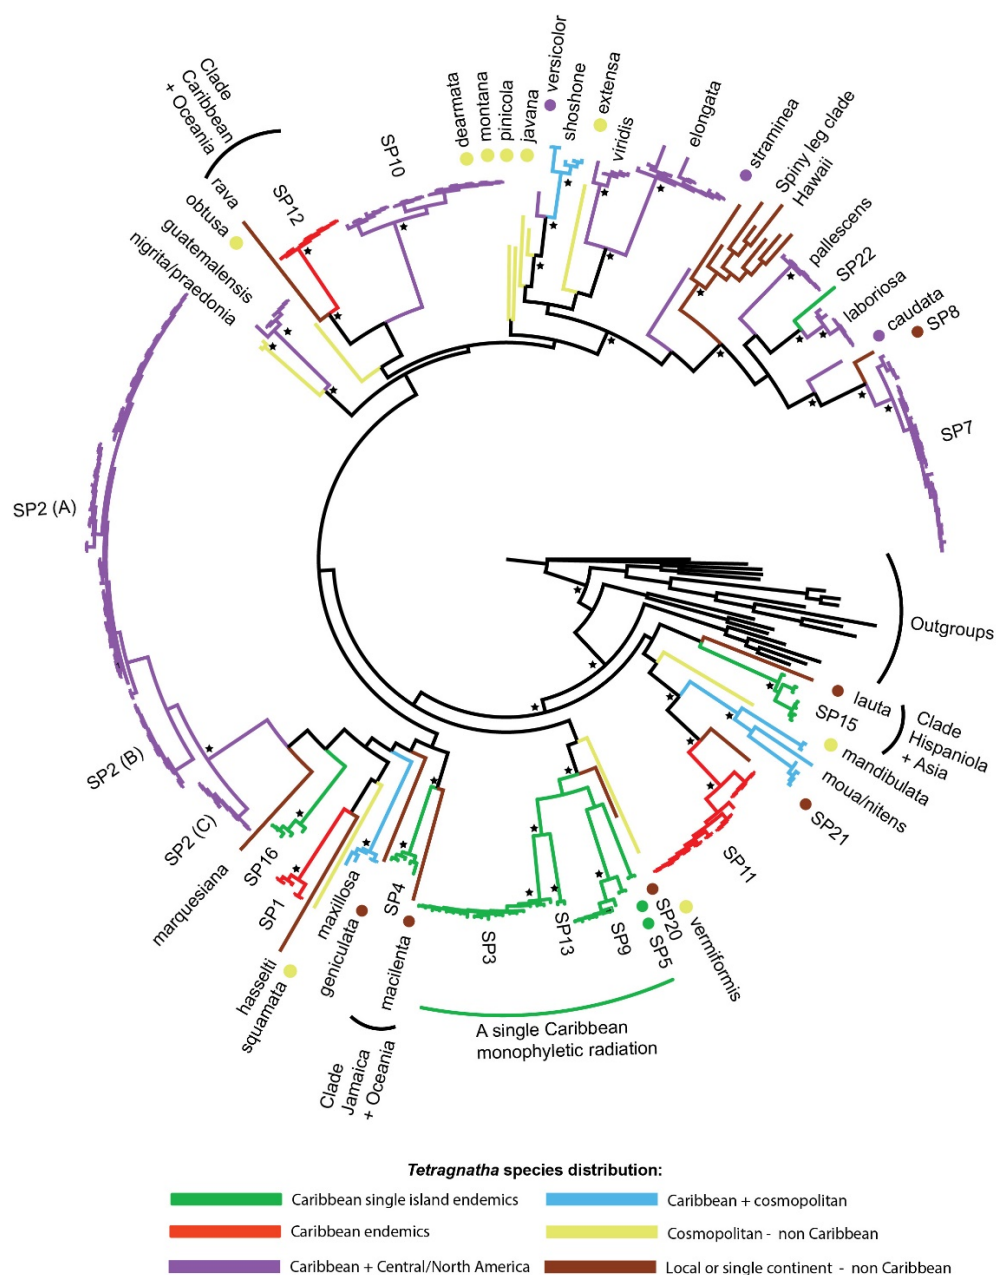 Clade
Caribbean
+ Oceania
rava
obtusa
guatemalensis
nigrita/praedonia
SP12
SP10
dearmata
montana
pinicola
javana
versicolor
shoshone
extensa
viridis
elongata
straminea
Spiny leg clade
Hawaii
pallescens
SP22
laboriosa
caudata
SP8
SP7
Outgroups
lauta
SP15
Clade
Hispaniola
+ Asia
mandibulata
moua/nitens
SP21
SP11
vermiformis
SP20
SP5
SP9
SP13
SP3
A single Caribbean
monophyletic radiation
macilenta
SP4
Clade
Jamaica
+ Oceania
geniculata
maxillosa
squamata
hasselti
SP1
SP16
marquesiana
SP2 (C)
SP2 (B)
SP2 (A)
Tetragnatha species distribution:
Caribbean single island endemics
Caribbean + cosmopolitan
Caribbean endemics
Cosmopolitan - non Caribbean
Caribbean + Central/North America
Local or single continent - non Caribbean